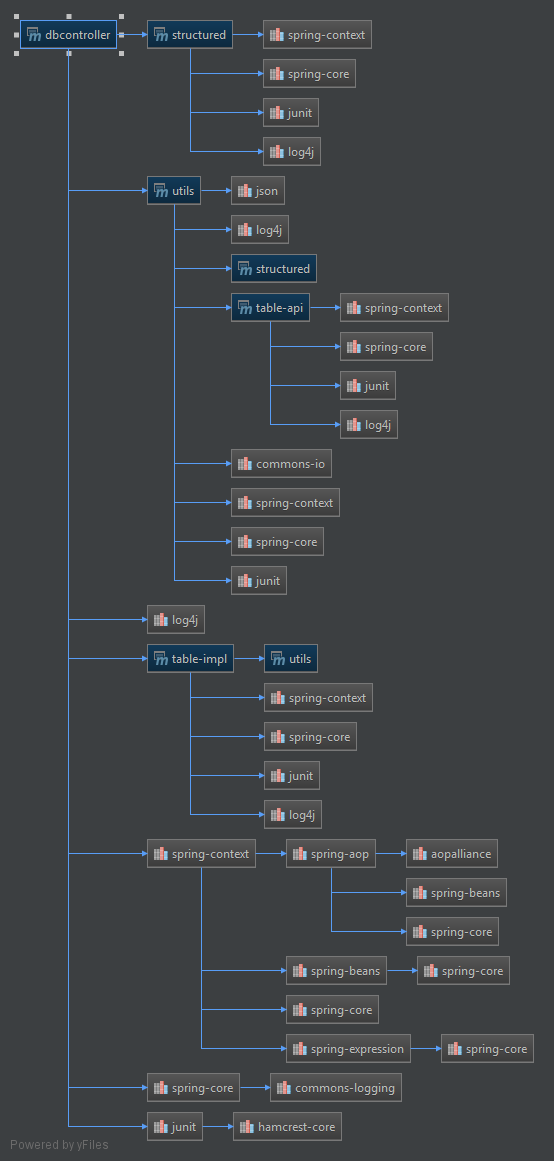 dbcontroller structured spring-context
spring-core
junit
log4j
utils json
log4j
structured
table-api spring-context
spring-core
junit
log4j
commons-io
spring-context
spring-core
junit
log4j
table-impl utils
spring-context
spring-core
junit
log4j
spring-context spring-aop aopalliance
spring-beans
spring-core
spring-beans spring-core
spring-core
spring-expression spring-core
spring-core commons-logging
junit hamcrest-core
Powered by yFiles